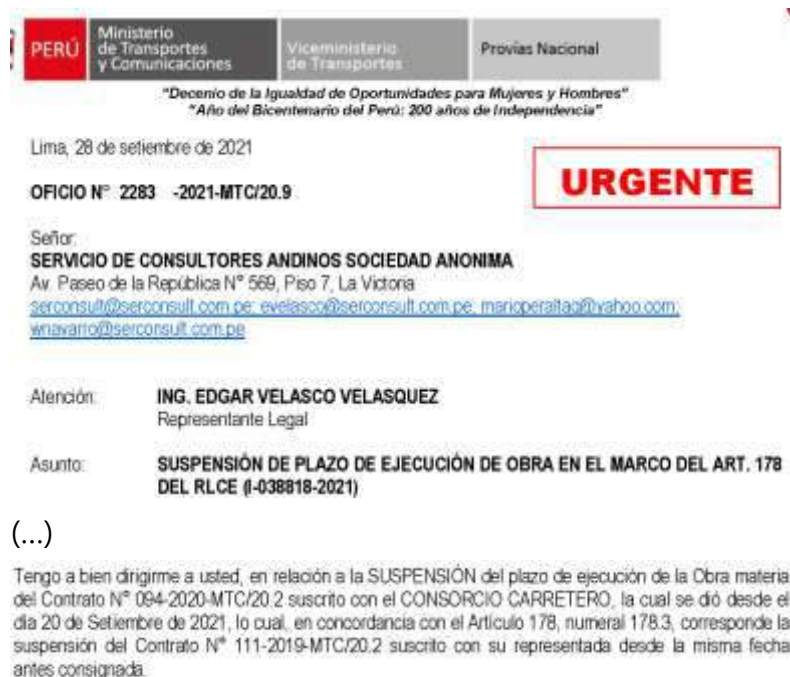 PERÚ
Ministerio
de Transportes
y Comunicaciones
Viceministerio
de Transportes
Provías Nacional
"Decenio de la Igualdad de Oportunidades para Mujeres y Hombres"
"Año del Bicentenario del Perú: 200 años de Independencia"
Lima, 28 de setiembre de 2021
URGENTE
OFICIO N° 2283 -2021-MTC/20.9
Señor:
SERVICIO DE CONSULTORES ANDINOS SOCIEDAD ANONIMA
Av. Paseo de la República N° 569, Piso 7, La Victoria
serconsult@serconsult.com.pe; evelasco@serconsult.com.pe; marioperaltag@yahoo.com;
wnavarro@serconsult.com.pe
Atención: ING. EDGAR VELASCO VELASQUEZ
Representante Legal
Asunto: SUSPENSIÓN DE PLAZO DE EJECUCIÓN DE OBRA EN EL MARCO DEL ART. 178
DEL RLCE (I-038818-2021)
(...)
Tengo a bien dirigirme a usted, en relación a la SUSPENSIÓN del plazo de ejecución de la Obra materia
del Contrato N° 094-2020-MTC/20.2 suscrito con el CONSORCIO CARRETERO, la cual se dió desde el
día 20 de Setiembre de 2021, lo cual, en concordancia con el Artículo 178, numeral 178.3, corresponde la
suspensión del Contrato N° 111-2019-MTC/20.2 suscrito con su representada desde la misma fecha
antes consignada.